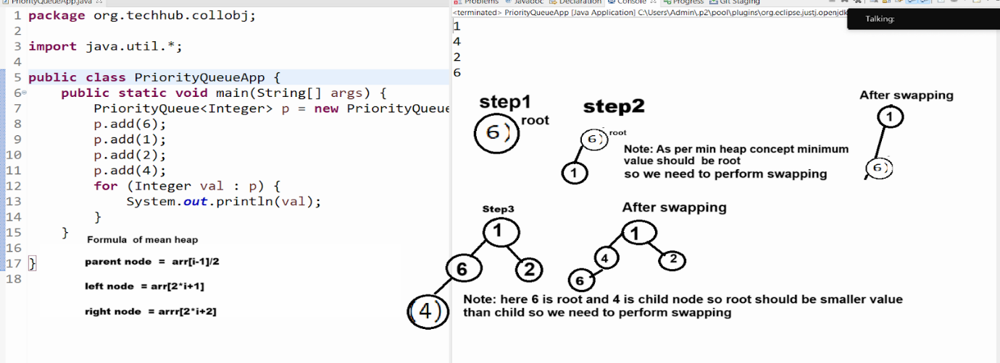 PriorityQueueApp.java
1 package org.techhub.collobj;
2
3 import java.util.*;
4
5 public class PriorityQueueApp {
6 public static void main(String[] args) {
7 PriorityQueue<Integer> p = new PriorityQueue
8 p.add(6);
9 p.add(1);
10 p.add(2);
11 p.add(4);
12 for (Integer val : p) {
13 System.out.println(val);
14 }
15 }
16
17 }
18
Formula of mean heap
parent node = arr[i-1]/2
left node = arr[2*i+1]
right node = arrr[2*i+2]
Problems Javadoc Declaration Console Progress Git Staging
<terminated> PriorityQueueApp [Java Application] C:\Users\Admin\.p2\pool\plugins\org.eclipse.justj.openjdk
Talking:
1
4
2
6
step1
6)
root
step2
6)
root
1
Note: As per min heap concept minimum
value should be root
so we need to perform swapping
After swapping
1
6)
Step3
1
6
2
(4)
After swapping
1
4
2
6
Note: here 6 is root and 4 is child node so root should be smaller value
than child so we need to perform swapping